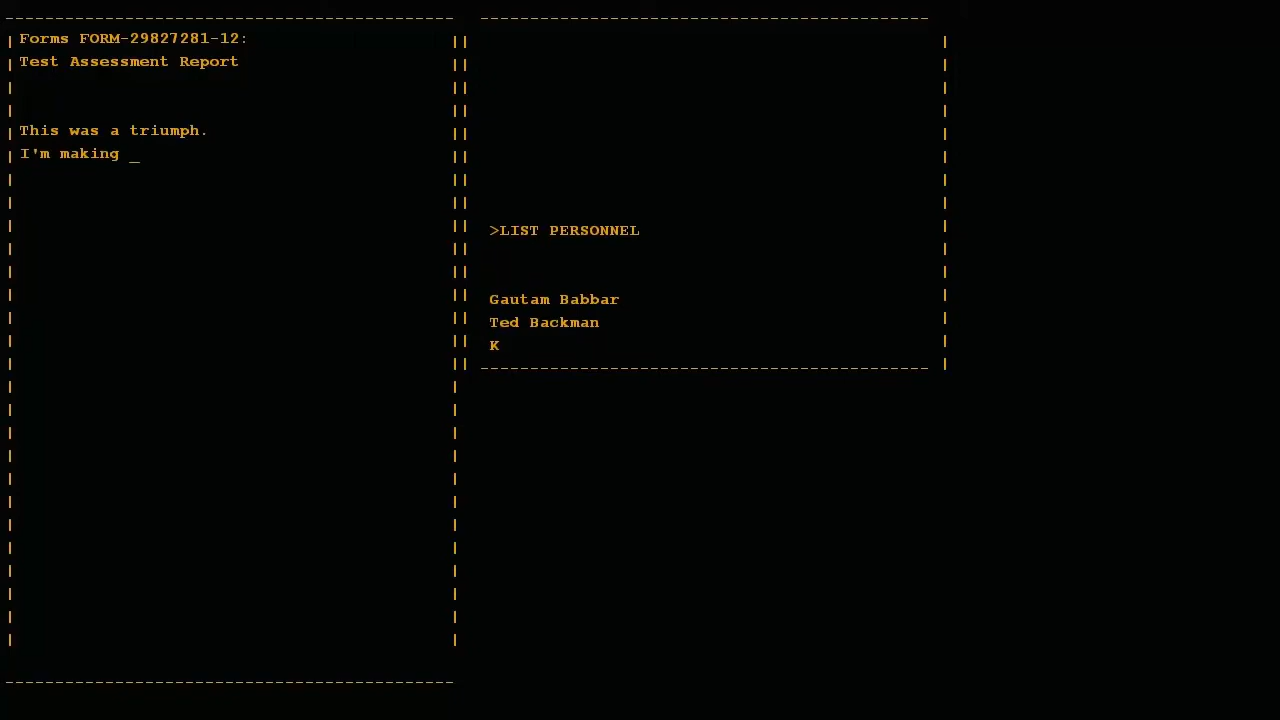 Forms FORM-29827281-12:
Test Assessment Report
This was a triumph.
I'm making _
>LIST PERSONNEL
Gautam Babbar
Ted Backman
K